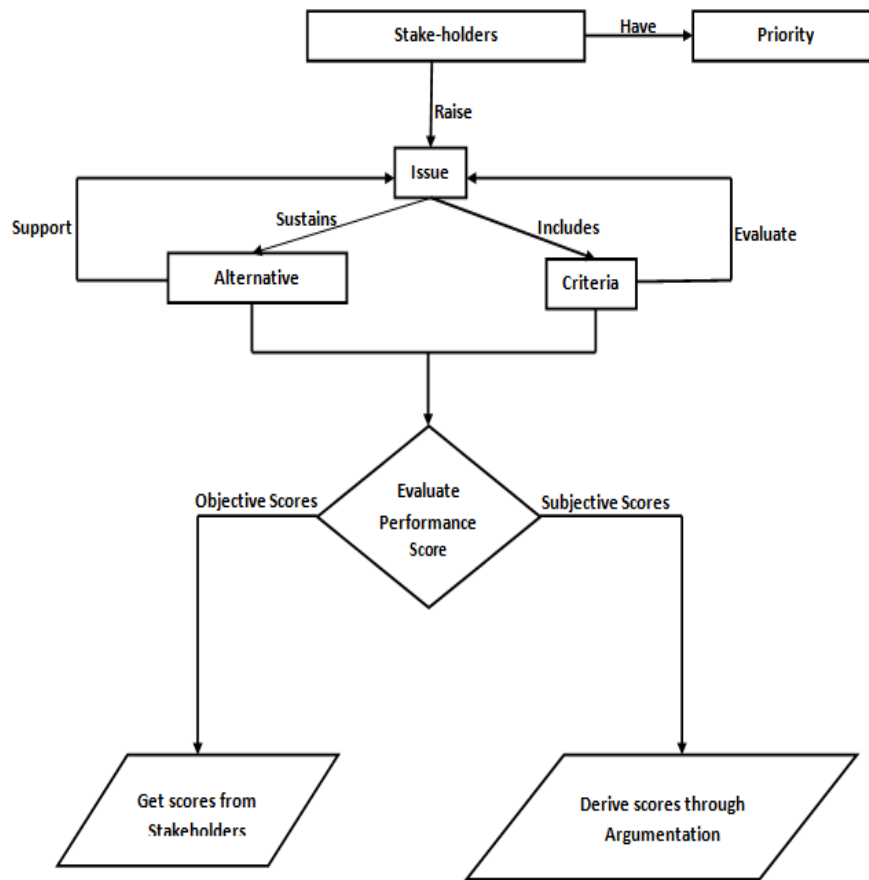 Stake-holders
Have
Priority
Raise
Issue
Support
Sustains
Includes
Evaluate
Alternative
Criteria
Objective Scores
Evaluate
Performance
Score
Subjective Scores
Get scores from
Stakeholders
Derive scores through
Argumentation